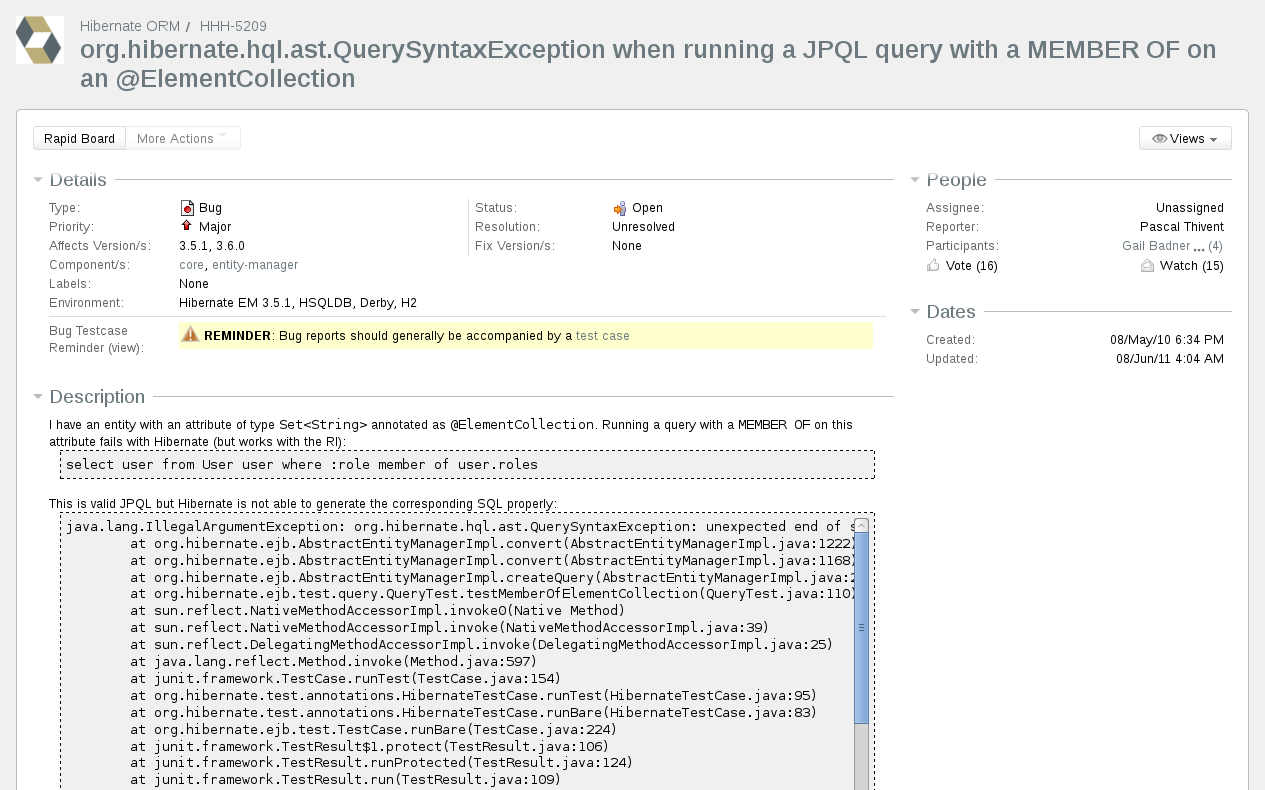 Hibernate ORM / HHH-5209
org.hibernate.hql.ast.QuerySyntaxException when running a JPQL query with a MEMBER OF on
an @ElementCollection
Rapid Board More Actions Views
Details
Type: Bug Status: Open
Priority: Major Resolution: Unresolved
Affects Version/s: 3.5.1, 3.6.0 Fix Version/s: None
Component/s: core, entity-manager
Labels: None
Environment: Hibernate EM 3.5.1, HSQLDB, Derby, H2
Bug Testcase
Reminder (view):
REMINDER: Bug reports should generally be accompanied by a test case
People
Assignee: Unassigned
Reporter: Pascal Thivent
Participants: Gail Badner ... (4)
Vote (16) Watch (15)
Dates
Created: 08/May/10 6:34 PM
Updated: 08/Jun/11 4:04 AM
Description
I have an entity with an attribute of type Set<String> annotated as @ElementCollection. Running a query with a MEMBER OF on this
attribute fails with Hibernate (but works with the RI):
select user from User user where :role member of user.roles
This is valid JPQL but Hibernate is not able to generate the corresponding SQL properly:
java.lang.IllegalArgumentException: org.hibernate.hql.ast.QuerySyntaxException: unexpected end of s
at org.hibernate.ejb.AbstractEntityManagerImpl.convert(AbstractEntityManagerImpl.java:1222)
at org.hibernate.ejb.AbstractEntityManagerImpl.convert(AbstractEntityManagerImpl.java:1168)
at org.hibernate.ejb.AbstractEntityManagerImpl.createQuery(AbstractEntityManagerImpl.java:2
at org.hibernate.ejb.test.query.QueryTest.testMemberOfElementCollection(QueryTest.java:110)
at sun.reflect.NativeMethodAccessorImpl.invoke0(Native Method)
at sun.reflect.NativeMethodAccessorImpl.invoke(NativeMethodAccessorImpl.java:39)
at sun.reflect.DelegatingMethodAccessorImpl.invoke(DelegatingMethodAccessorImpl.java:25)
at java.lang.reflect.Method.invoke(Method.java:597)
at junit.framework.TestCase.runTest(TestCase.java:154)
at org.hibernate.test.annotations.HibernateTestCase.runTest(HibernateTestCase.java:95)
at org.hibernate.test.annotations.HibernateTestCase.runBare(HibernateTestCase.java:83)
at org.hibernate.ejb.test.TestCase.runBare(TestCase.java:224)
at junit.framework.TestResult$1.protect(TestResult.java:106)
at junit.framework.TestResult.runProtected(TestResult.java:124)
at junit.framework.TestResult.run(TestResult.java:109)